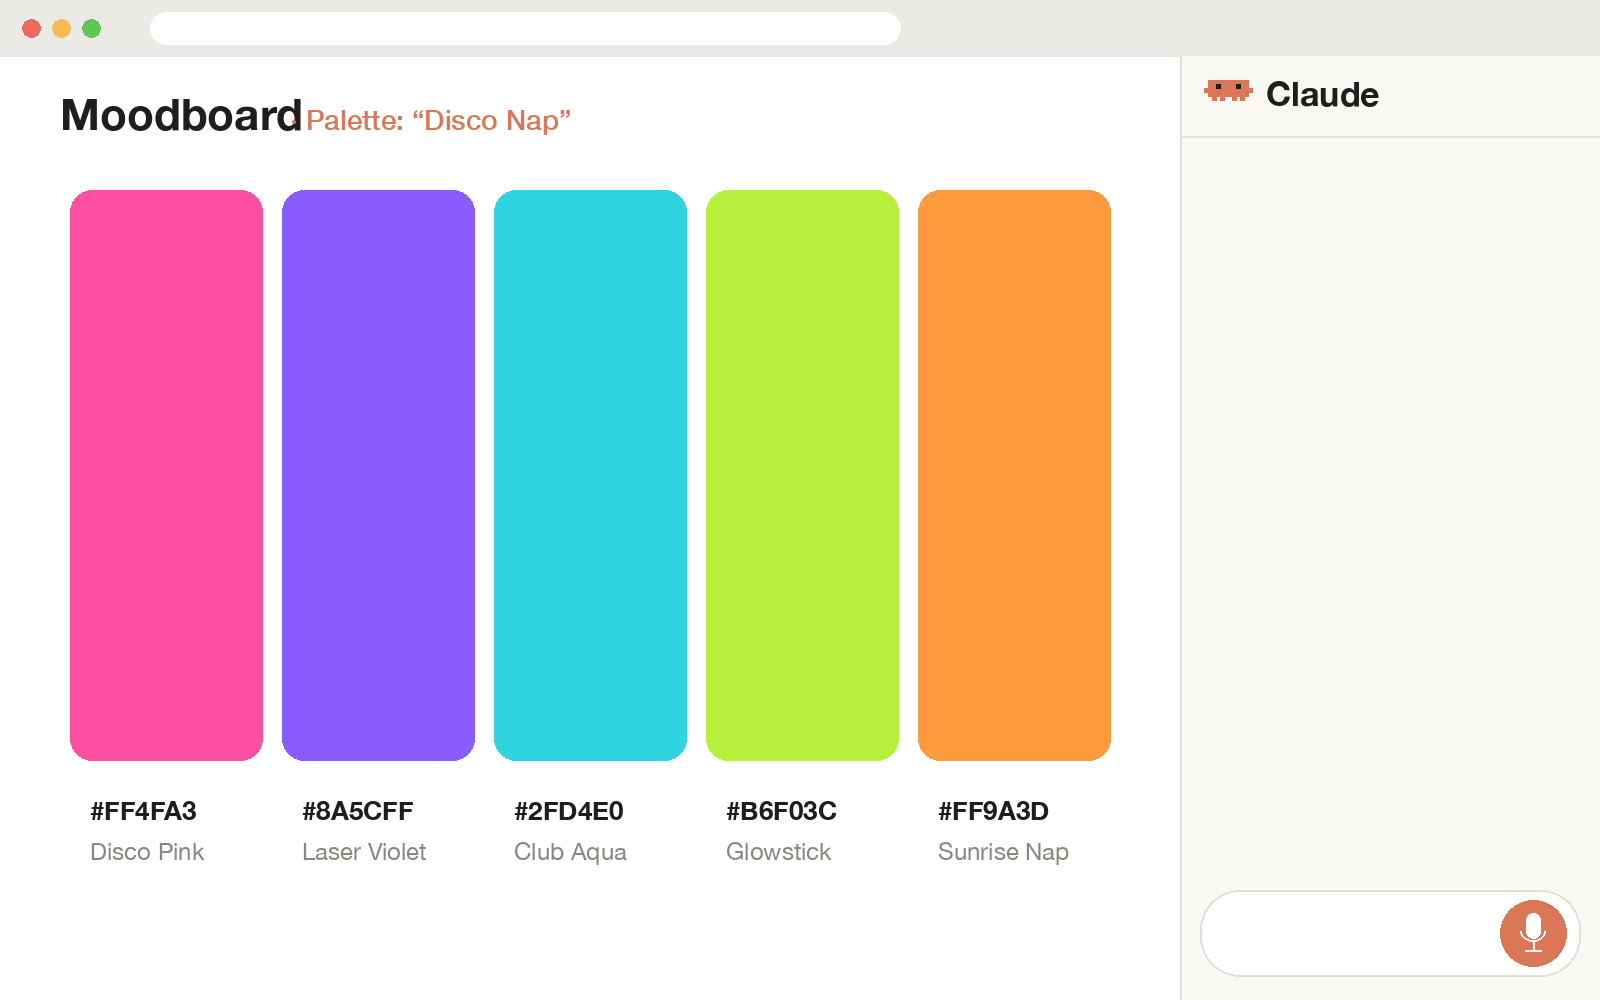 Moodboard · Palette: “Disco Nap”
Claude
#FF4FA3
Disco Pink
#8A5CFF
Laser Violet
#2FD4E0
Club Aqua
#B6F03C
Glowstick
#FF9A3D
Sunrise Nap